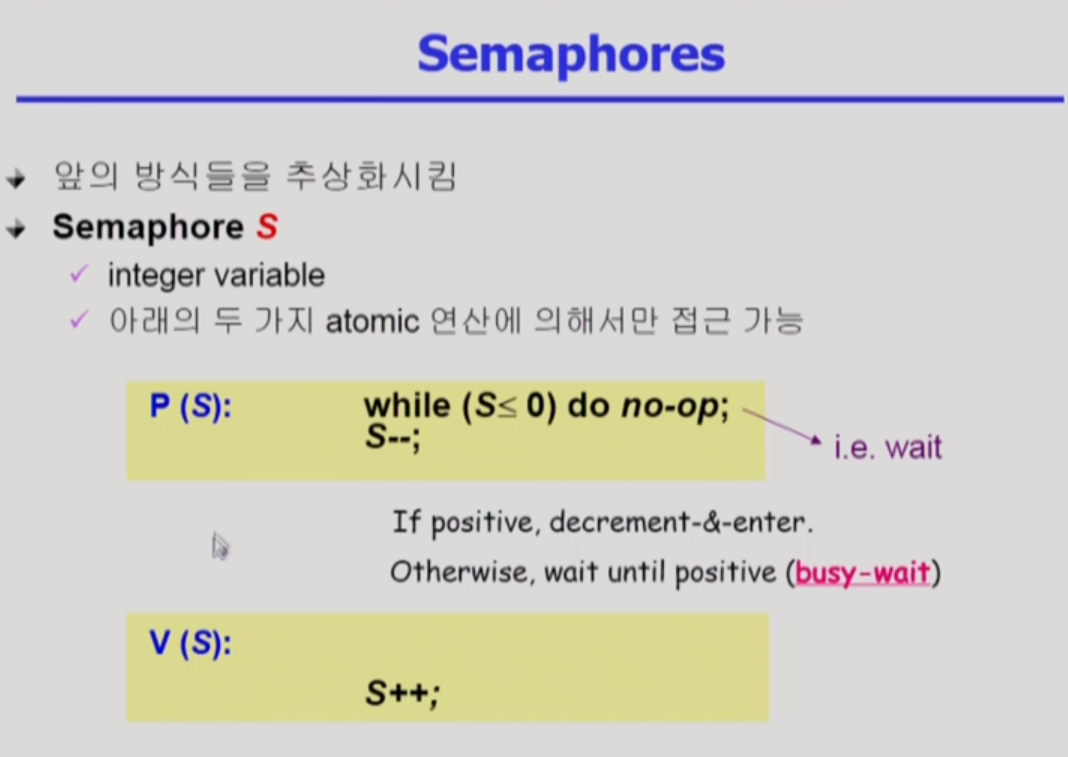 Semaphores
앞의 방식들을 추상화시킴
Semaphore S
integer variable
아래의 두 가지 atomic 연산에 의해서만 접근 가능
P (S): while (S≤ 0) do no-op;
S--;
i.e. wait
If positive, decrement-&-enter.
Otherwise, wait until positive (busy-wait)
V (S):
S++;